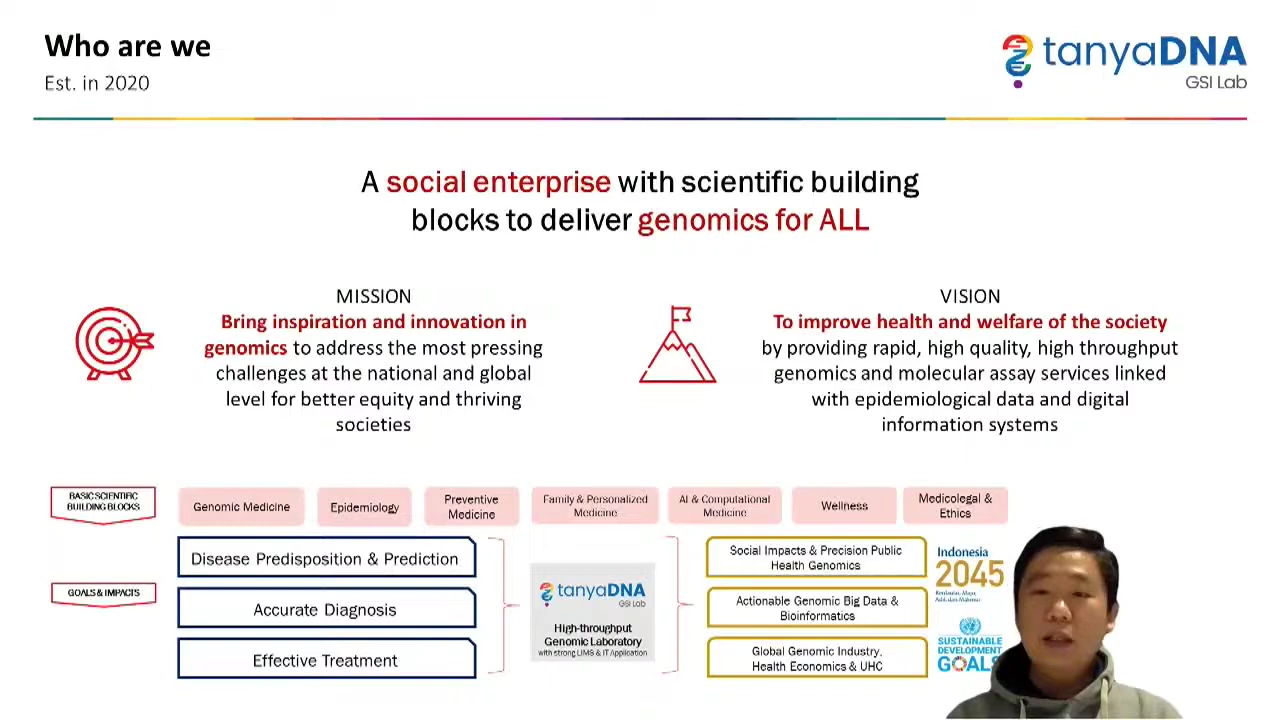 Who are we
Est. in 2020
tanyaDNA
GSI Lab
A social enterprise with scientific building
blocks to deliver genomics for ALL
MISSION
Bring inspiration and innovation in
genomics to address the most pressing
challenges at the national and global
level for better equity and thriving
societies
VISION
To improve health and welfare of the society
by providing rapid, high quality, high throughput
genomics and molecular assay services linked
with epidemiological data and digital
information systems
BASIC SCIENTIFIC
BUILDING BLOCKS
Genomic Medicine
Epidemiology
Preventive
Medicine
Family & Personalized
Medicine
AI & Computational
Medicine
Wellness
Medicolegal &
Ethics
GOALS & IMPACTS
Disease Predisposition & Prediction
Accurate Diagnosis
Effective Treatment
tanyaDNA
GSI Lab
High-throughput
Genomic Laboratory
with strong LIMS & IT Application
Social Impacts & Precision Public
Health Genomics
Actionable Genomic Big Data &
Bioinformatics
Global Genomic Industry,
Health Economics & UHC
Indonesia
2045
Berdaulat, Maju,
Adil, dan Makmur
SUSTAINABLE
DEVELOPMENT
GOALS